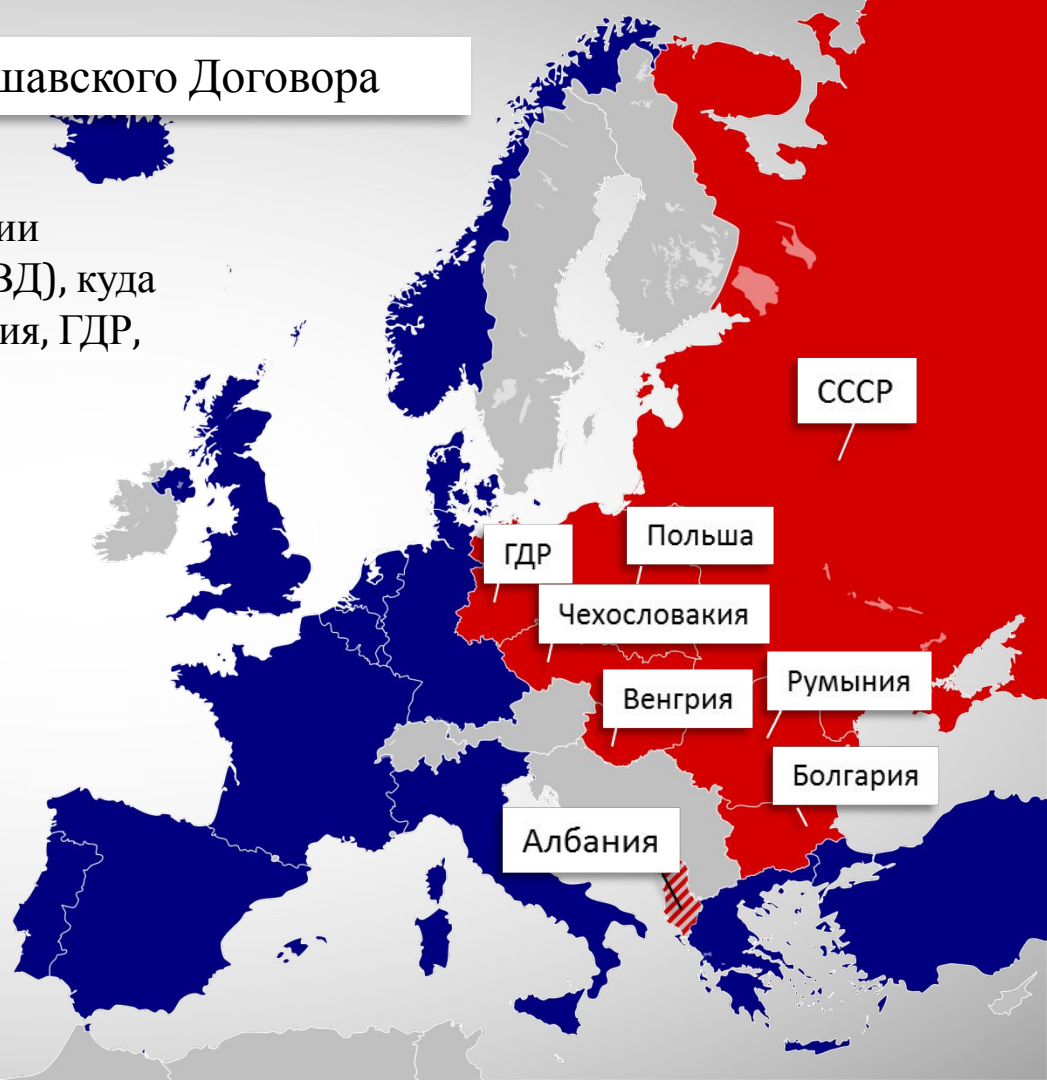 шавского Договора
ии
ВД), куда
ия, ГДР,
СССР
Польша
ГДР
Чехословакия
Румыния
Венгрия
Болгария
Албания